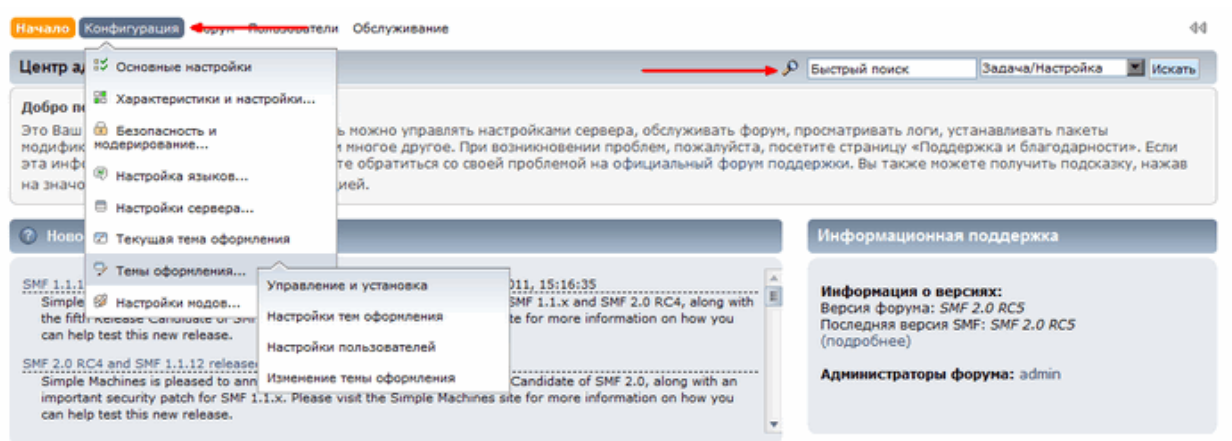 Начало Конфигурация Форум Пользователи Обслуживание
Центр а
Быстрый поиск Задача/Настройка Искать
Основные настройки
Характеристики и настройки...
Безопасность и
модерирование...
Настройка языков...
Настройки сервера...
Текущая тема оформления
Темы оформления...
Настройки модов...
Управление и установка
Настройки тем оформления
Настройки пользователей
Изменение темы оформления
Добро п
Это Ваш ь можно управлять настройками сервера, обслуживать форум, просматривать логи, устанавливать пакеты
модифик и многое другое. При возникновении проблем, пожалуйста, посетите страницу «Поддержка и благодарности». Если
эта инф те обратиться со своей проблемой на официальный форум поддержки. Вы также можете получить подсказку, нажав
на значо ией.
Ново
SMF 1.1.1 011, 15:16:35
Simple SMF 1.1.x and SMF 2.0 RC4, along with
the fifth Release Candidate of SMF te for more information on how you
can help test this new release.
SMF 2.0 RC4 and SMF 1.1.12 release
Simple Machines is pleased to ann Candidate of SMF 2.0, along with an
important security patch for SMF 1.1.x. Please visit the Simple Machines site for more information on how you
can help test this new release.
Информационная поддержка
Информация о версиях:
Версия форума: SMF 2.0 RC5
Последняя версия SMF: SMF 2.0 RC5
(подробнее)
Администраторы форума: admin